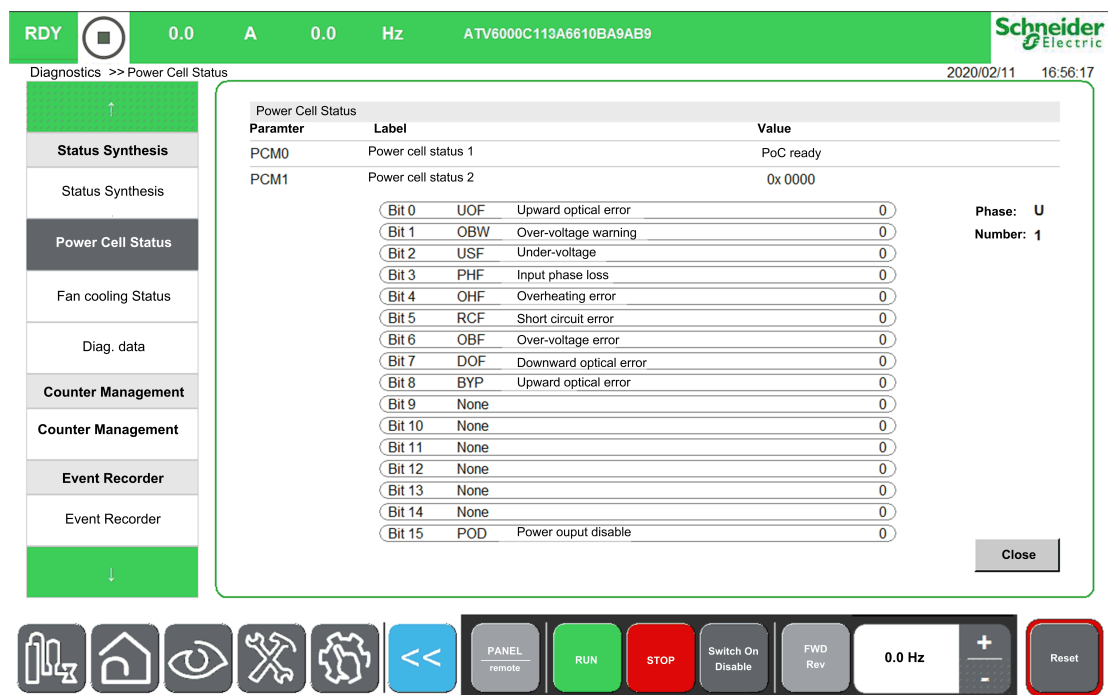 RDY 0.0 A 0.0 Hz ATV6000C113A6610BA9AB9 Schneider Electric
Diagnostics >> Power Cell Status 2020/02/11 16:56:17
↑
Status Synthesis
Status Synthesis
Power Cell Status
Fan cooling Status
Diag. data
Counter Management
Counter Management
Event Recorder
Event Recorder
↓
Power Cell Status
Paramter Label Value
PCM0 Power cell status 1 PoC ready
PCM1 Power cell status 2 0x 0000
Bit 0 UOF Upward optical error 0
Bit 1 OBW Over-voltage warning 0
Bit 2 USF Under-voltage 0
Bit 3 PHF Input phase loss 0
Bit 4 OHF Overheating error 0
Bit 5 RCF Short circuit error 0
Bit 6 OBF Over-voltage error 0
Bit 7 DOF Downward optical error 0
Bit 8 BYP Upward optical error 0
Bit 9 None 0
Bit 10 None 0
Bit 11 None 0
Bit 12 None 0
Bit 13 None 0
Bit 14 None 0
Bit 15 POD Power ouput disable 0
Phase: U
Number: 1
Close
<<
PANEL
remote
RUN
STOP
Switch On
Disable
FWD
Rev
0.0 Hz
+
-
Reset